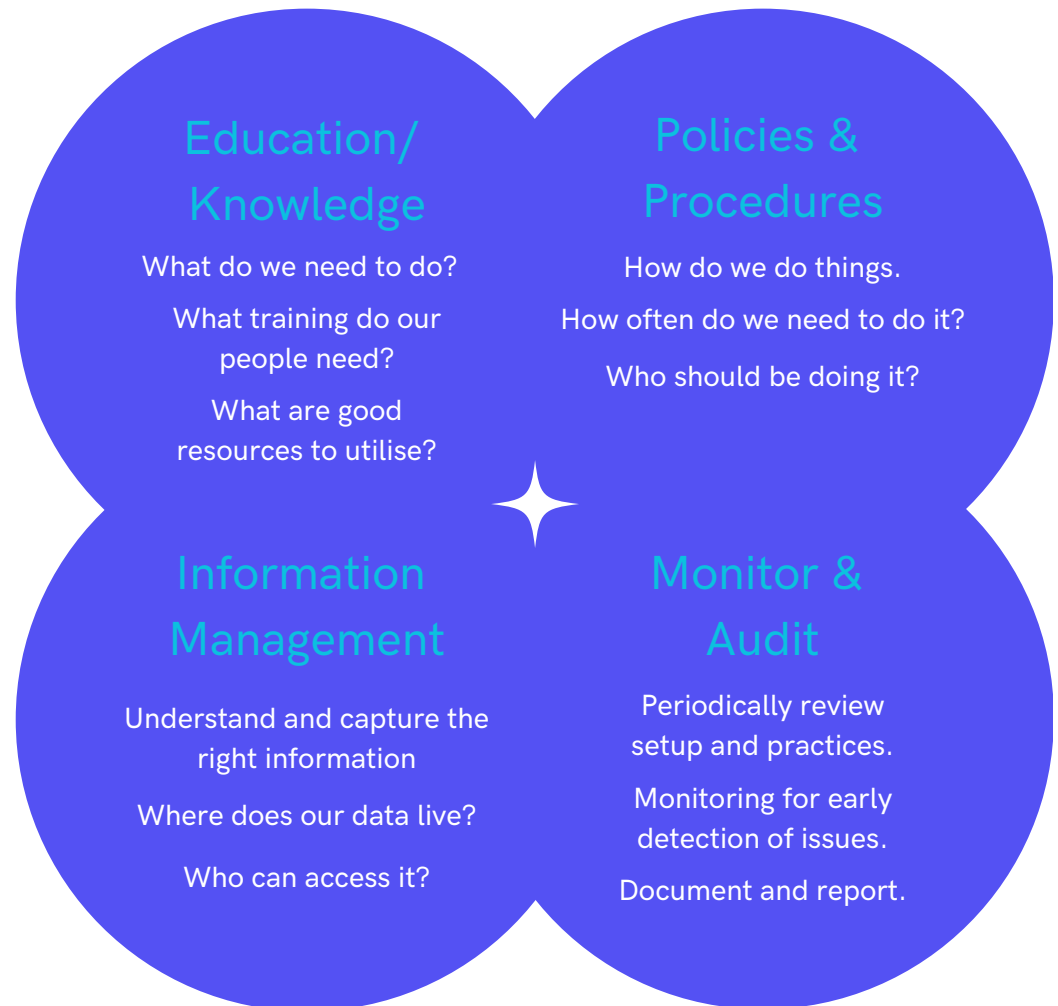 Education/
Knowledge
What do we need to do?
What training do our
people need?
What are good
resources to utilise?
Policies &
Procedures
How do we do things.
How often do we need to do it?
Who should be doing it?
Information
Management
Understand and capture the
right information
Where does our data live?
Who can access it?
Monitor &
Audit
Periodically review
setup and practices.
Monitoring for early
detection of issues.
Document and report.